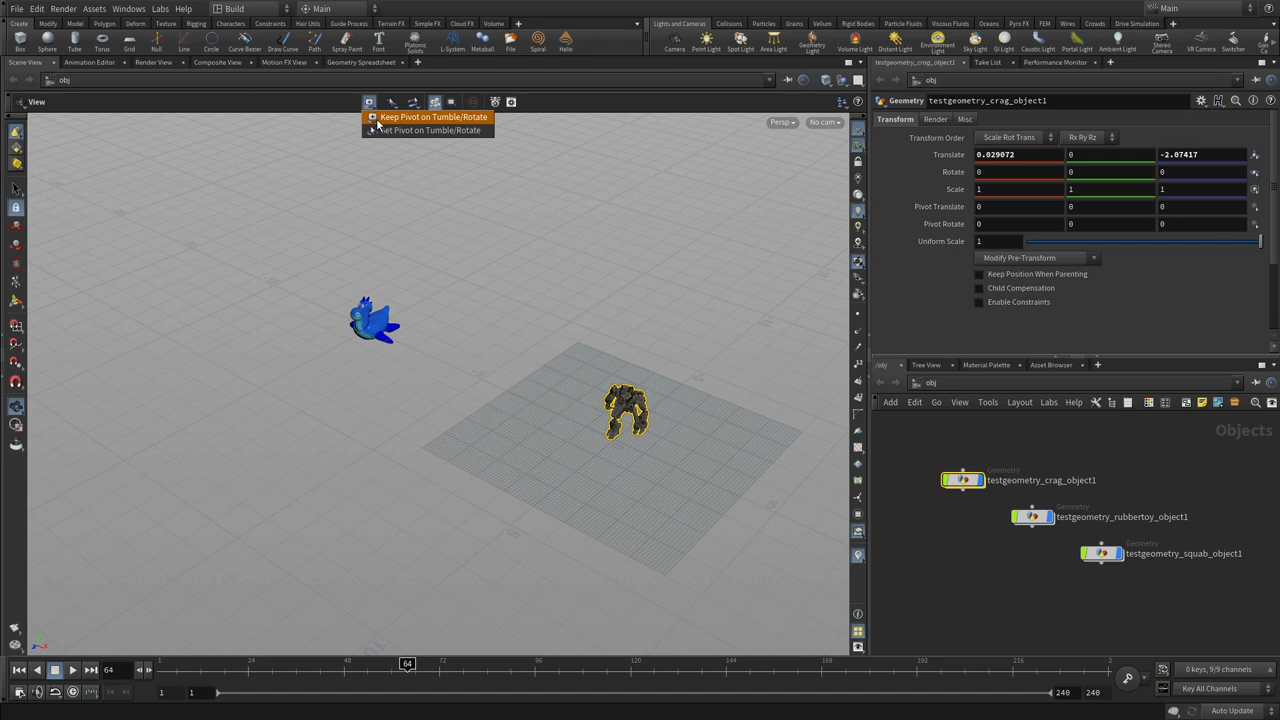 File Edit Render Assets Windows Labs Help Build Main Main
Create Modify Model Polygon Deform Texture Rigging Characters Constraints Hair Utils Guide Process Terrain FX Simple FX Cloud FX Volume Lights and Cameras Collisions Particles Grains Vellum Rigid Bodies Particle Fluids Viscous Fluids Oceans Pyro FX FEM Wires Crowds Drive Simulation
Box Sphere Tube Torus Grid Null Line Circle Curve Bezier Draw Curve Path Spray Paint Font Platonic Solids L-System Metaball File Spiral Helix Camera Point Light Spot Light Area Light Geometry Light Volume Light Distant Light Environment Light Sky Light GI Light Caustic Light Portal Light Ambient Light Stereo Camera VR Camera Switcher
Scene View Animation Editor Render View Composite View Motion FX View Geometry Spreadsheet testgeometry_crag_object1 Take List Performance Monitor
obj obj
View
Geometry testgeometry_crag_object1
Keep Pivot on Tumble/Rotate
Set Pivot on Tumble/Rotate
Persp No cam
Transform Render Misc
Transform Order Scale Rot Trans Rx Ry Rz
Translate 0.029072 0 -2.07417
Rotate 0 0 0
Scale 1 1 1
Pivot Translate 0 0 0
Pivot Rotate 0 0 0
Uniform Scale 1
Modify Pre-Transform
Keep Position When Parenting
Child Compensation
Enable Constraints
/obj Tree View Material Palette Asset Browser
obj
Add Edit Go View Tools Layout Labs Help
Objects
Geometry
testgeometry_crag_object1
Geometry
testgeometry_rubbertoy_object1
Geometry
testgeometry_squab_object1
64 1 24 48 64 72 96 120 144 168 192 216 2
0 keys, 9/9 channels
1 1 240 240
Key All Channels
Auto Update